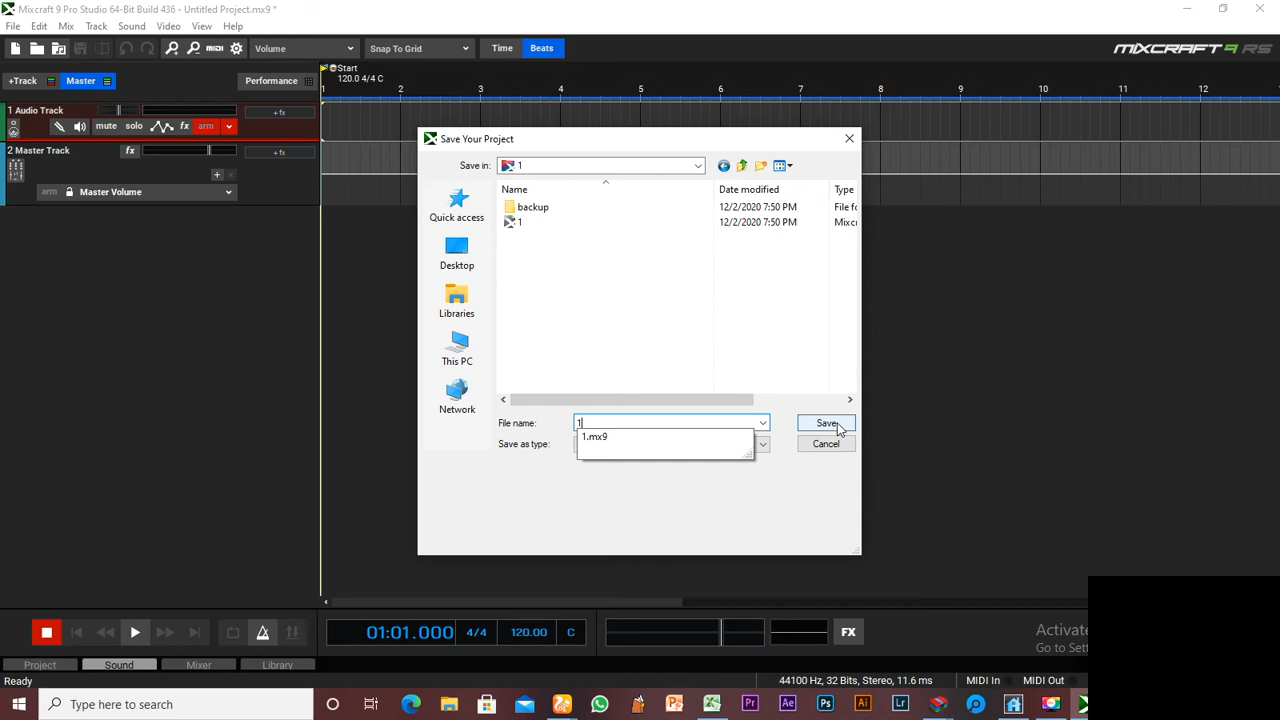 Mixcraft 9 Pro Studio 64-Bit Build 436 - Untitled Project.mx9 *
File Edit Mix Track Sound Video View Help
Volume Snap To Grid Time Beats MIXCRAFT 9 RS
+Track Master Performance
Start
120.0 4/4 C
1 2 3 4 5 6 7 8 9 10 11 12
1 Audio Track
+ fx
mute solo fx arm
2 Master Track fx
+ fx
arm Master Volume
Save Your Project
Save in: 1
Name Date modified Type
backup 12/2/2020 7:50 PM File fo
1 12/2/2020 7:50 PM Mixcr
Quick access
Desktop
Libraries
This PC
Network
File name: 1 Save
1.mx9
Save as type: Cancel
01:01.000 4/4 120.00 C FX
Activate
Go to Sett
Project Sound Mixer Library
Ready 44100 Hz, 32 Bits, Stereo, 11.6 ms MIDI In MIDI Out
Type here to search
Pr Ae Ps Ai Lr